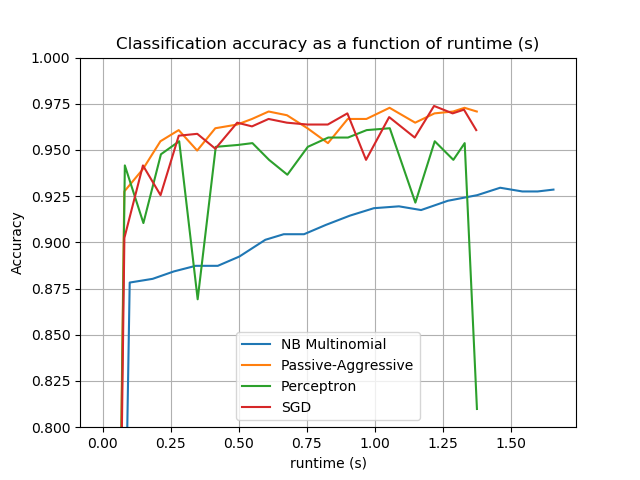 Classification accuracy as a function of runtime (s)
1.000
0.975
0.950
0.925
0.900
0.875
0.850
0.825
0.800
Accuracy
NB Multinomial
Passive-Aggressive
Perceptron
SGD
0.00 0.25 0.50 0.75 1.00 1.25 1.50
runtime (s)